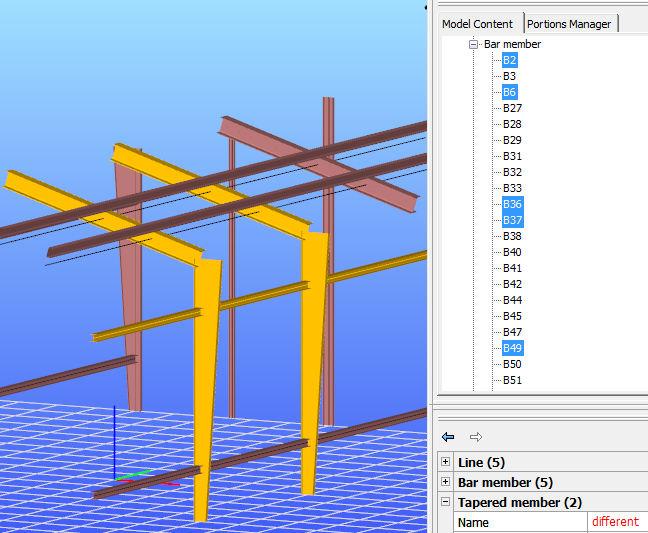 Model Content
Portions Manager
Bar member
B2
B3
B6
B27
B28
B29
B31
B32
B33
B36
B37
B38
B40
B41
B42
B44
B45
B47
B49
B50
B51
Line (5)
Bar member (5)
Tapered member (2)
Name different